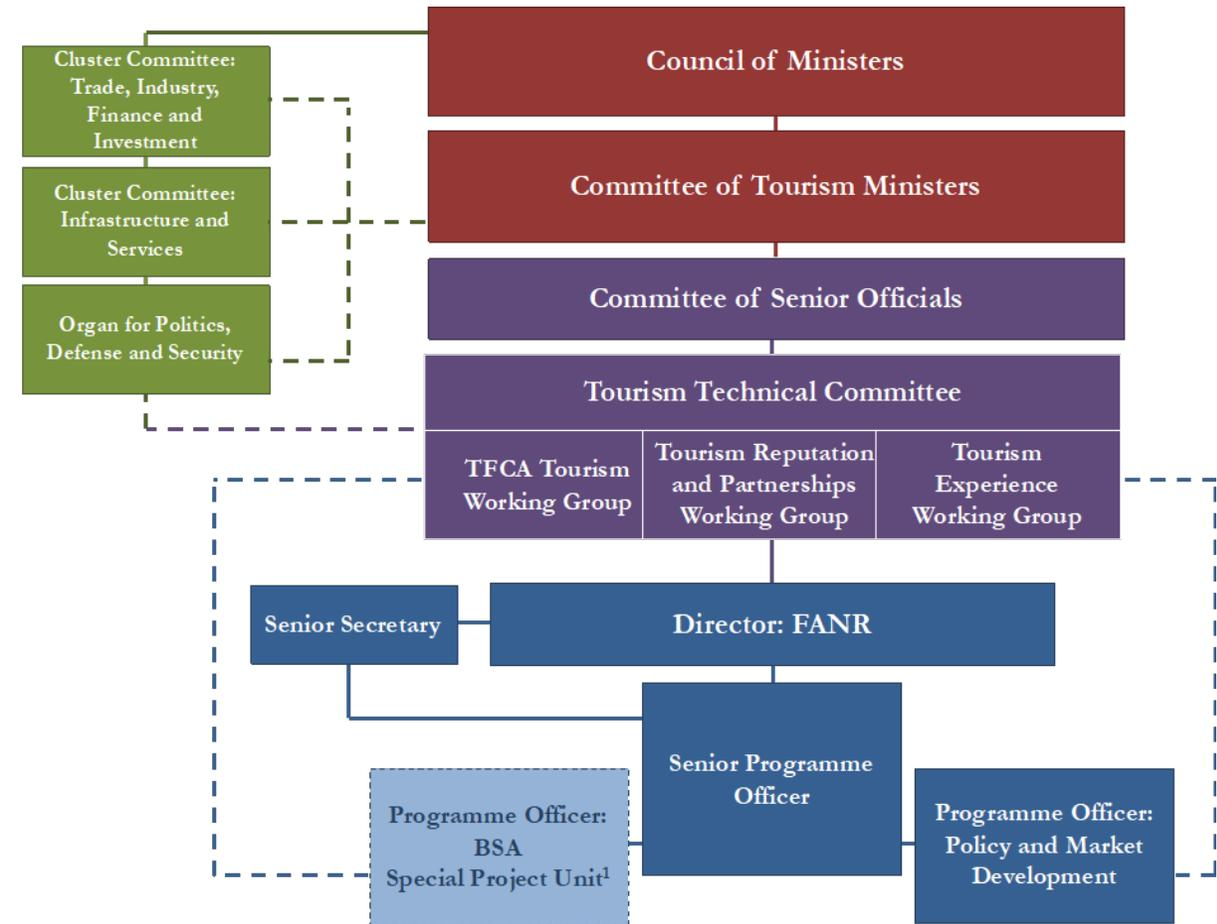 Council of Ministers
Cluster Committee:
Trade, Industry,
Finance and
Investment
Committee of Tourism Ministers
Cluster Committee:
Infrastructure and
Services
Committee of Senior Officials
Organ for Politics,
Defense and Security
Tourism Technical Committee
TFCA Tourism
Working Group
Tourism Reputation
and Partnerships
Working Group
Tourism
Experience
Working Group
Senior Secretary
Director: FANR
Senior Programme
Officer
Programme Officer:
BSA
Special Project Unit¹
Programme Officer:
Policy and Market
Development